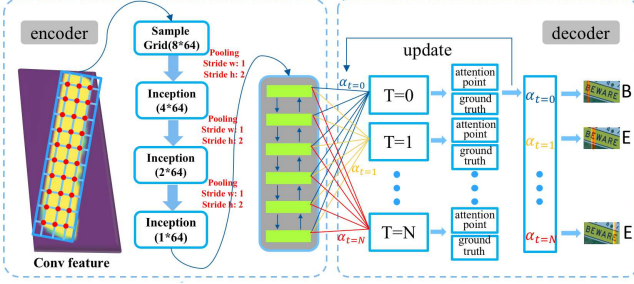 encoder
Sample
Grid(8*64)
Pooling
Stride w: 1
Stride h: 2
Inception
(4*64)
Pooling
Stride w: 1
Stride h: 2
Inception
(2*64)
Pooling
Stride w: 1
Stride h: 2
Inception
(1*64)
Conv feature
decoder
update
αt=0
T=0
attention
point
ground
truth
αt=0
BEWARE
B
αt=1
T=1
attention
point
ground
truth
αt=1
BEWARE
E
αt=N
T=N
attention
point
ground
truth
αt=N
BEWARE
E